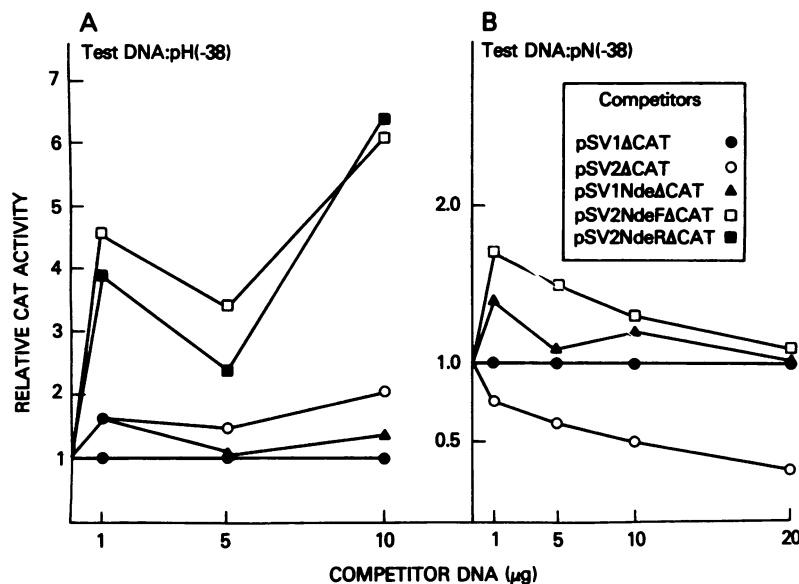 A
Test DNA:pH(-38)
7
6
5
4
3
2
1
RELATIVE CAT ACTIVITY
1
5
10
B
Test DNA:pN(-38)
Competitors
pSV1ΔCAT
pSV2ΔCAT
pSV1NdeΔCAT
pSV2NdeFΔCAT
pSV2NdeRΔCAT
2.0
1.0
0.5
1
5
10
20
COMPETITOR DNA (µg)